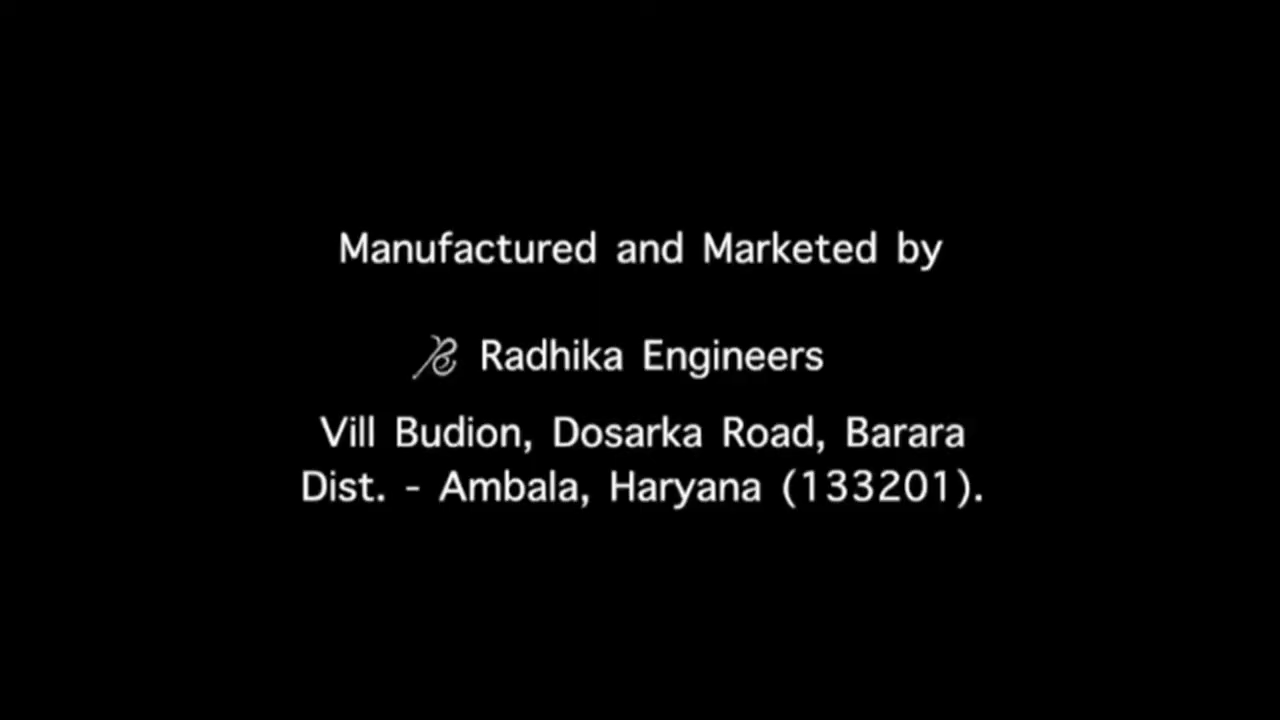 Manufactured and Marketed by
Radhika Engineers
Vill Budion, Dosarka Road, Barara
Dist. - Ambala, Haryana (133201).